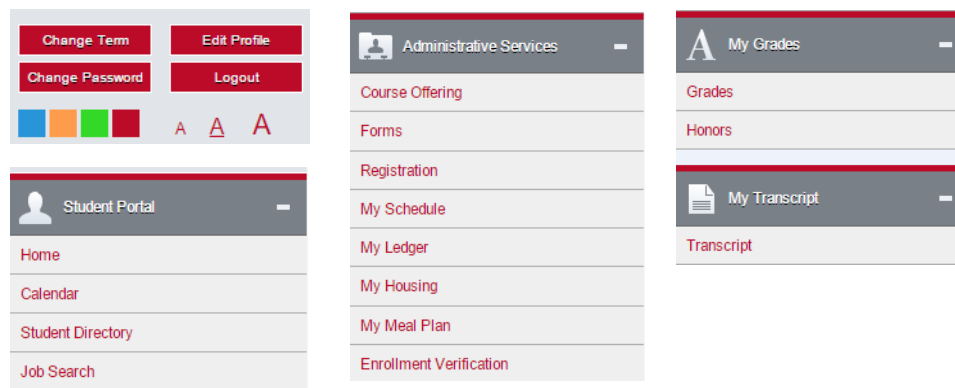 Change Term
Edit Profile
Change Password
Logout
A A A
Student Portal
Home
Calendar
Student Directory
Job Search
Administrative Services
Course Offering
Forms
Registration
My Schedule
My Ledger
My Housing
My Meal Plan
Enrollment Verification
A My Grades
Grades
Honors
My Transcript
Transcript